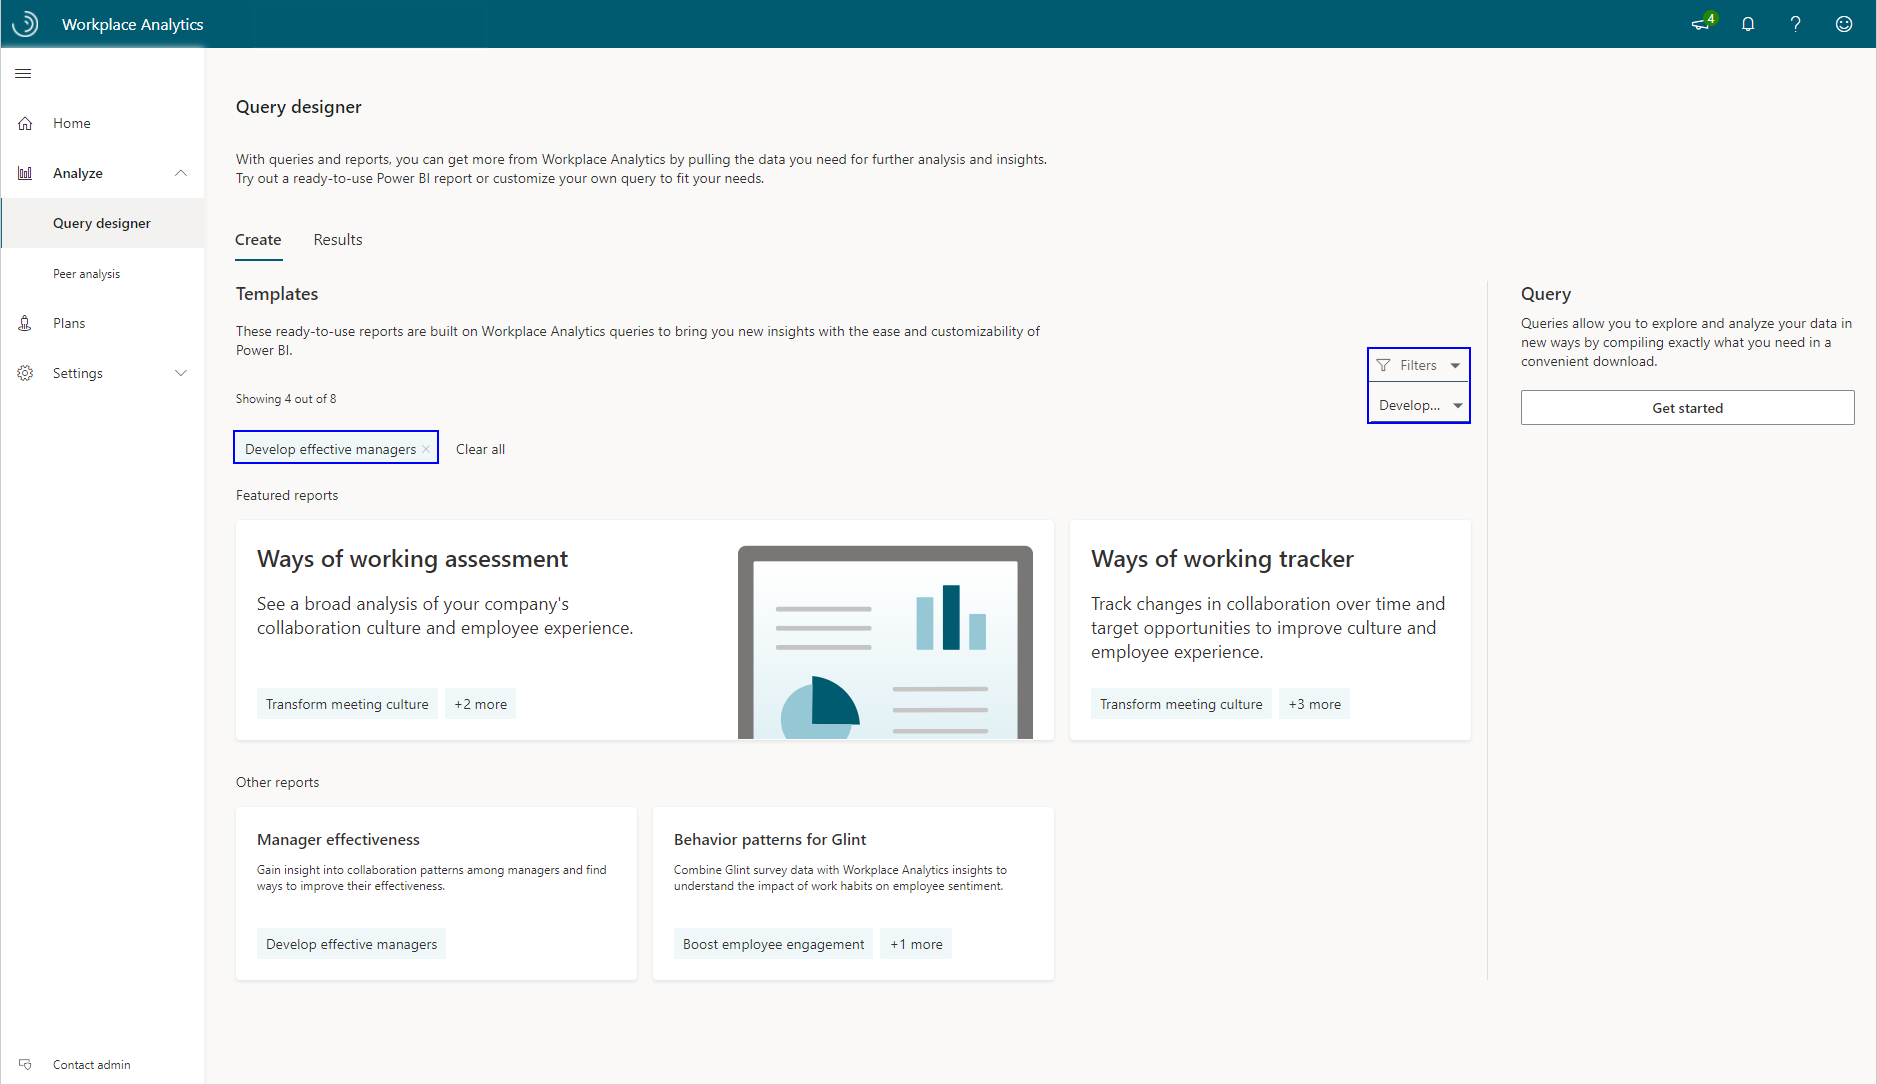 Workplace Analytics
4
Home
Analyze
Query designer
Peer analysis
Plans
Settings
Contact admin
Query designer
With queries and reports, you can get more from Workplace Analytics by pulling the data you need for further analysis and insights.
Try out a ready-to-use Power BI report or customize your own query to fit your needs.
Create
Results
Templates
These ready-to-use reports are built on Workplace Analytics queries to bring you new insights with the ease and customizability of
Power BI.
Filters
Develop...
Showing 4 out of 8
Develop effective managers
Clear all
Featured reports
Ways of working assessment
See a broad analysis of your company's
collaboration culture and employee experience.
Transform meeting culture
+2 more
Ways of working tracker
Track changes in collaboration over time and
target opportunities to improve culture and
employee experience.
Transform meeting culture
+3 more
Other reports
Manager effectiveness
Gain insight into collaboration patterns among managers and find
ways to improve their effectiveness.
Develop effective managers
Behavior patterns for Glint
Combine Glint survey data with Workplace Analytics insights to
understand the impact of work habits on employee sentiment.
Boost employee engagement
+1 more
Query
Queries allow you to explore and analyze your data in
new ways by compiling exactly what you need in a
convenient download.
Get started